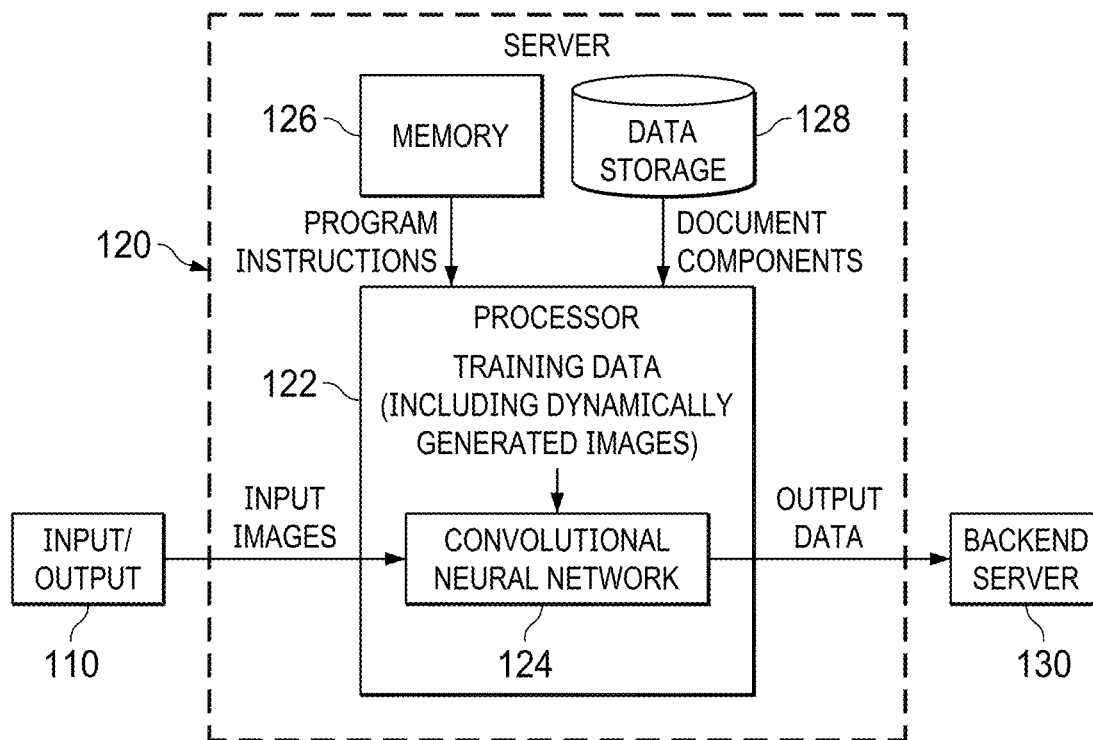 SERVER
126
MEMORY
DATA
STORAGE
128
PROGRAM
INSTRUCTIONS
DOCUMENT
COMPONENTS
120
PROCESSOR
122
TRAINING DATA
(INCLUDING DYNAMICALLY
GENERATED IMAGES)
INPUT
IMAGES
OUTPUT
DATA
INPUT/
OUTPUT
CONVOLUTIONAL
NEURAL NETWORK
BACKEND
SERVER
110
124
130